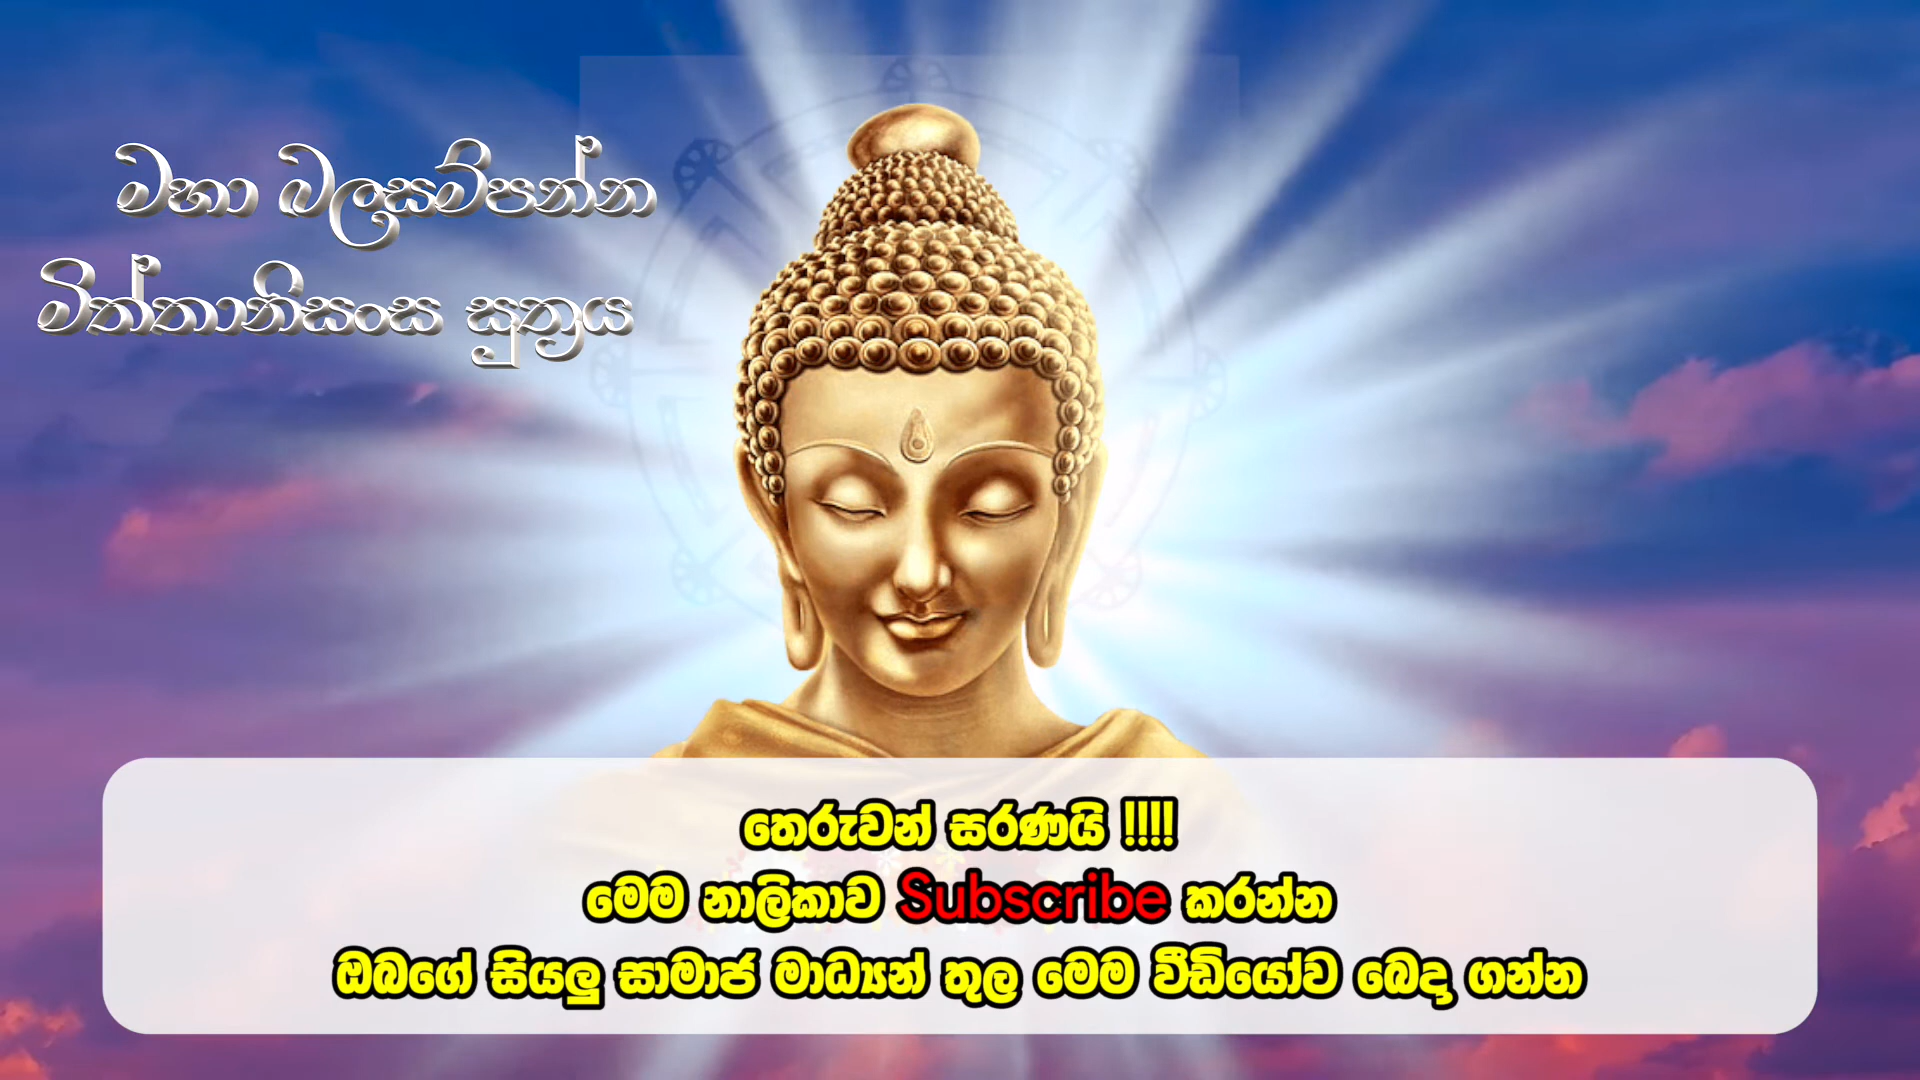 මහා බලසම්පන්න
මිත්තානිසංස සූත්‍රය
තෙරුවන් සරණයි !!!!
මෙම නාලිකාව Subscribe කරන්න
ඔබගේ සියලු සාමාජ මාධ්‍යන් තුල මෙම වීඩියෝව බෙදා ගන්න